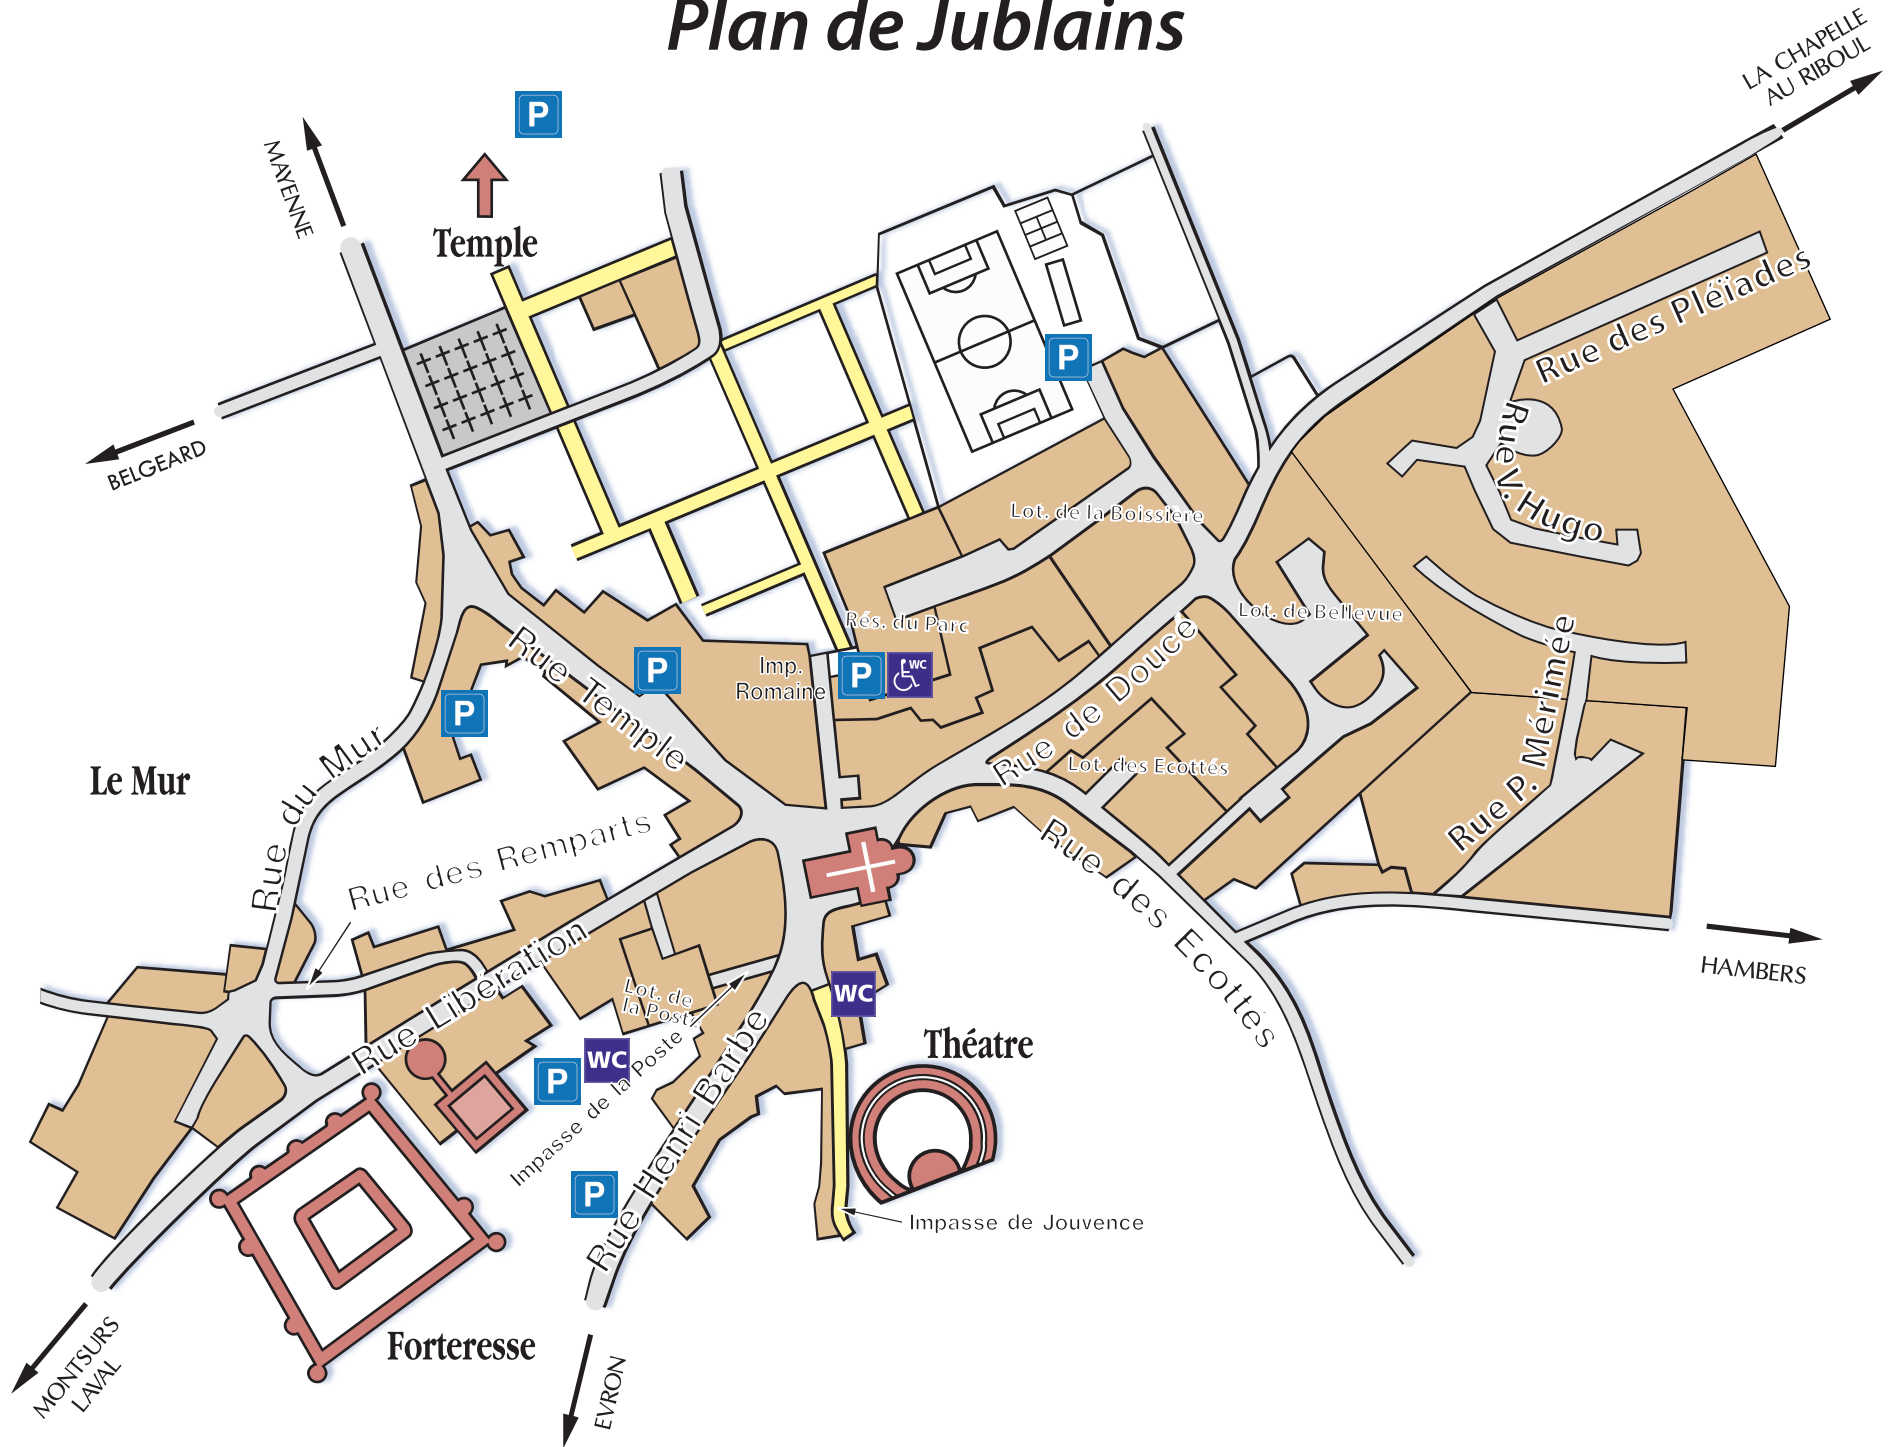 Plan de Jublains
LA CHAPELLE
AU RIBOUL
P
MAYENNE
Temple
Rue des Pléiades
P
BELGEARD
Rue V. Hugo
Lot. de la Boissière
Lot. de Bellevue
Rés. du Parc
Rue Temple
P
Imp.
Romaine
P
WC
Rue de Douce
Rue P. Mérimée
P
Le Mur
Rue du Mur
Lot. des Ecottés
Rue des Remparts
Rue des Ecottés
HAMBERS
Rue Libération
Lot. de
la Poste
WC
Théatre
WC
P
Impasse de la Poste
Rue Henri Barbe
P
Impasse de Jouvence
Forteresse
MONTSURS
LAVAL
EVRON